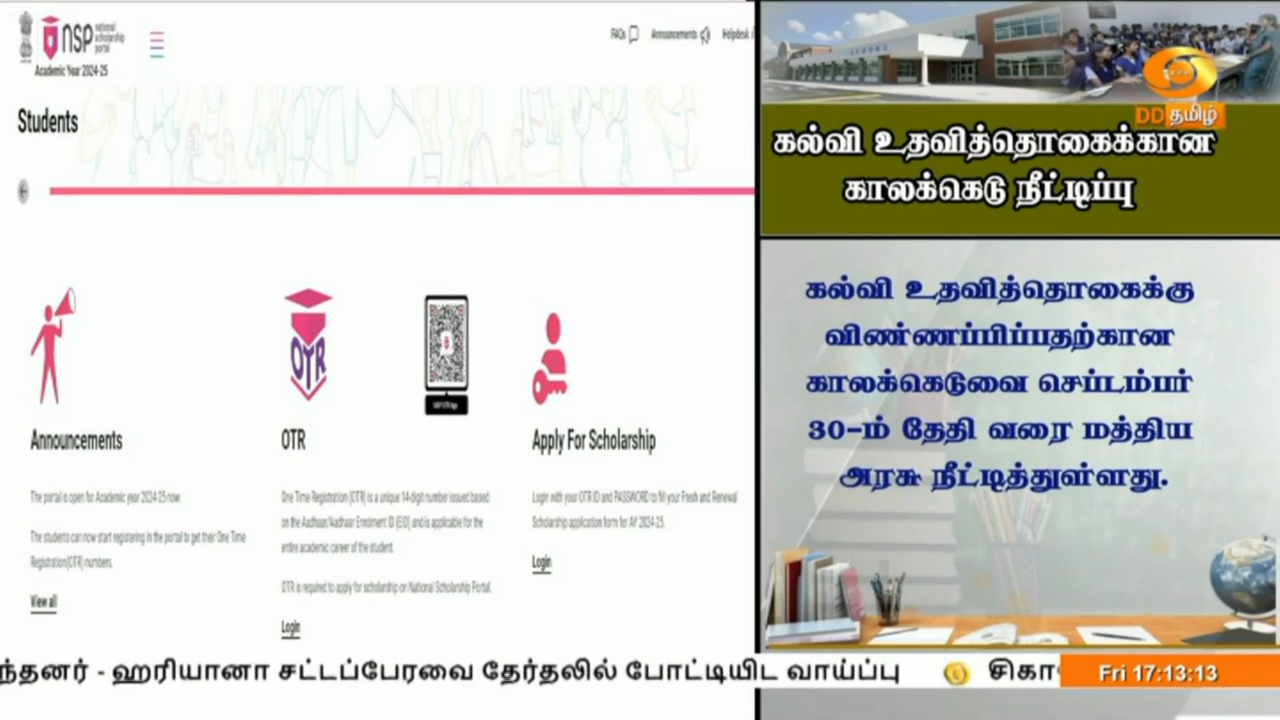 nsp national scholarship portal
Academic Year 2024-25
FAQs Announcements Helpdesk
Students
Announcements
The portal is open for Academic year 2024-25 now
The students can now start registering in the portal to get their One Time
Registration(OTR) numbers.
View all
OTR
OTR
One Time Registration (OTR) is a unique 14-digit number issued based
on the Aadhaar/Aadhaar Enrolment ID (EID) and is applicable for the
entire academic career of the student.
OTR is required to apply for scholarship on National Scholarship Portal.
Login
Apply For Scholarship
Login with your OTR ID and PASSWORD to fill your Fresh and Renewal
Scholarship application form for AY 2024-25.
Login
DD தமிழ்
கல்வி உதவித்தொகைக்கான
காலக்கெடு நீட்டிப்பு
கல்வி உதவித்தொகைக்கு
விண்ணப்பிப்பதற்கான
காலக்கெடுவை செப்டம்பர்
30-ம் தேதி வரை மத்திய
அரசு நீட்டித்துள்ளது.
ந்தனர் - ஹரியானா சட்டப்பேரவை தேர்தலில் போட்டியிட வாய்ப்பு சிகா
Fri 17:13:13